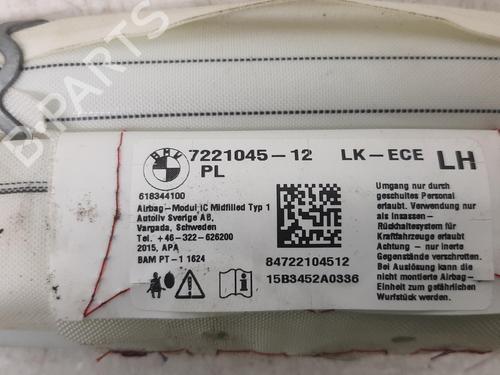 B-PARTS
BMW
7221045-12 LK-ECE LH
PL
618344100
Airbag-Modul IC Midfilled Typ 1
Autoliv Sverige AB,
Vargada, Schweden
Tel. +46-322-626200
2015, APA
BAM PT-1 1624
84722104512
15B3452A0336
Umgang nur durch
geschultes Personal
erlaubt. Verwendung nur
als Insassen-
Rückhaltesystem für
Kraftfahrzeuge erlaubt
Achtung - nur inerte
Gegenstände verschrotten.
Bei Auslösung kann die
nicht montierte Airbag-
Einheit zum gefährlichen
Wurfstück werden.